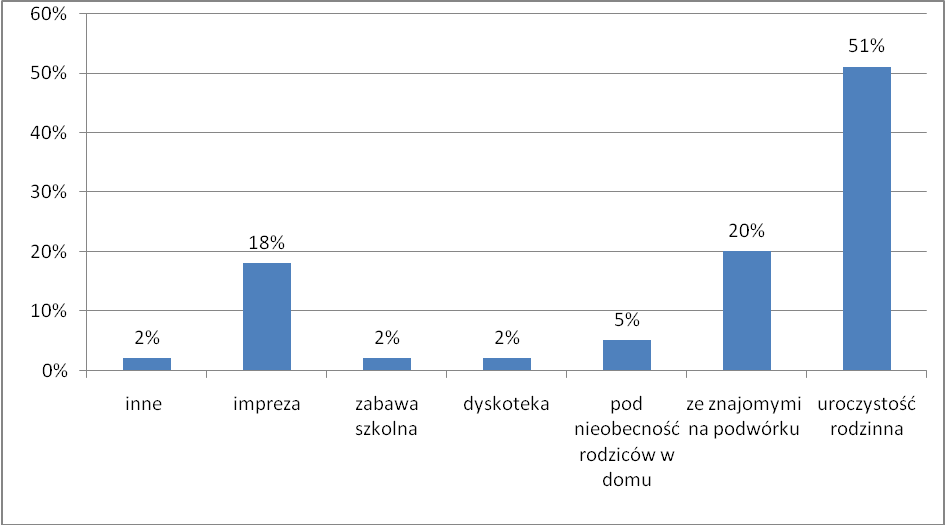 60%
50%
40%
30%
20%
10%
0%
2%
18%
2%
2%
5%
20%
51%
inne
impreza
zabawa
szkolna
dyskoteka
pod
nieobecność
rodziców w
domu
ze znajomymi
na podwórku
uroczystość
rodzinna